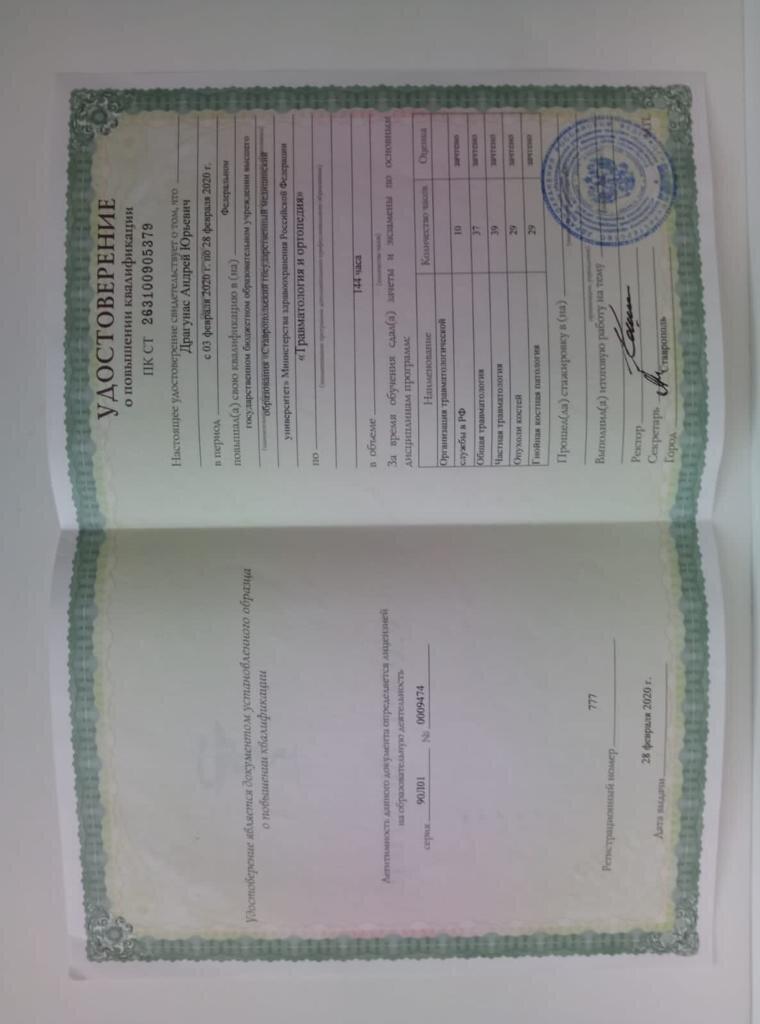 Удостоверение является документом установленного образца
о повышении квалификации
Легитимность данного документа определяется лицензией
на образовательную деятельность
серия 90Л01 № 0009474
Регистрационный номер 777
Дата выдачи 28 февраля 2020 г.
УДОСТОВЕРЕНИЕ
о повышении квалификации
ПК СТ 263100905379
Настоящее удостоверение свидетельствует о том, что
Драгунас Андрей Юрьевич
в период с 03 февраля 2020 г. по 28 февраля 2020 г.
повышал(а) свою квалификацию в (на) Федеральном
государственном бюджетном образовательном учреждении высшего
образования «Ставропольский государственный медицинский
университет» Министерства здравоохранения Российской Федерации
по «Травматология и ортопедия»
в объеме 144 часа
За время обучения сдал(а) зачеты и экзамены по основным
дисциплинам программы:
Наименование Количество часов Оценка
Организация травматологической
службы в РФ 10 зачтено
Общая травматология 37 зачтено
Частная травматология 39 зачтено
Опухоли костей 29 зачтено
Гнойная костная патология 29 зачтено
Прошел(ла) стажировку в (на)
Выполнил(а) итоговую работу на тему
Ректор
Секретарь
Город Ставрополь
М.П.